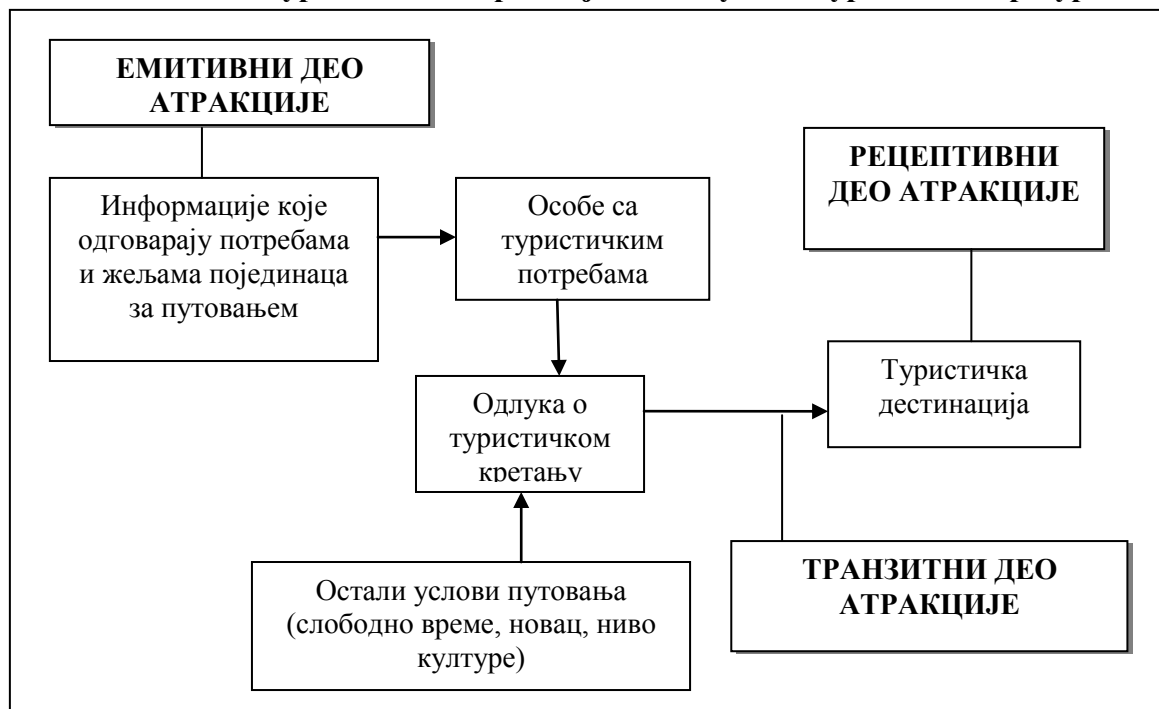 ЕМИТИВНИ ДЕО
АТРАКЦИЈЕ
РЕЦЕПТИВНИ
ДЕО АТРАКЦИЈЕ
Информације које
одговарају потребама
и жељама појединаца
за путовањем
Особе са
туристичким
потребама
Туристичка
дестинација
Одлука о
туристичком
кретању
ТРАНЗИТНИ ДЕО
АТРАКЦИЈЕ
Остали услови путовања
(слободно време, новац, ниво
културе)